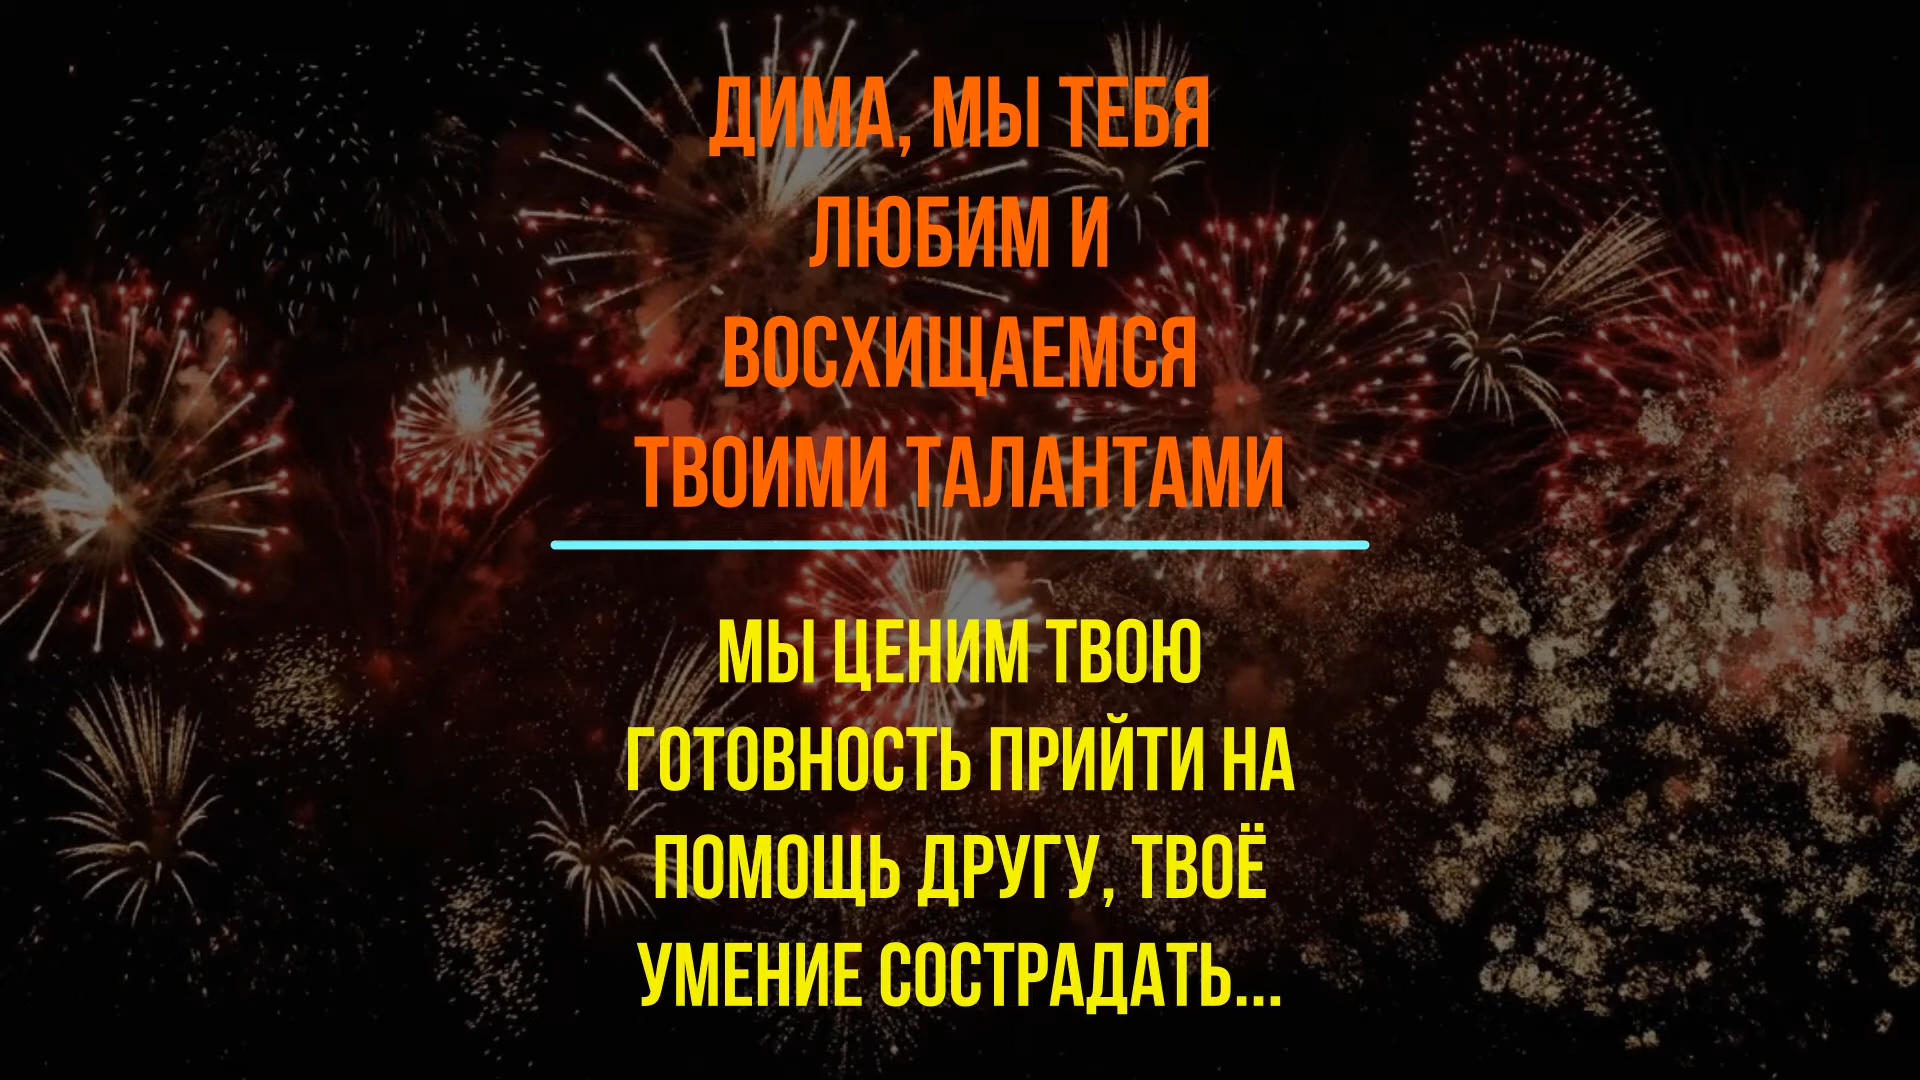 ДИМА, МЫ ТЕБЯ
ЛЮБИМ И
ВОСХИЩАЕМСЯ
ТВОИМИ ТАЛАНТАМИ
МЫ ЦЕНИМ ТВОЮ
ГОТОВНОСТЬ ПРИЙТИ НА
ПОМОЩЬ ДРУГУ, ТВОЁ
УМЕНИЕ СОСТРАДАТЬ...